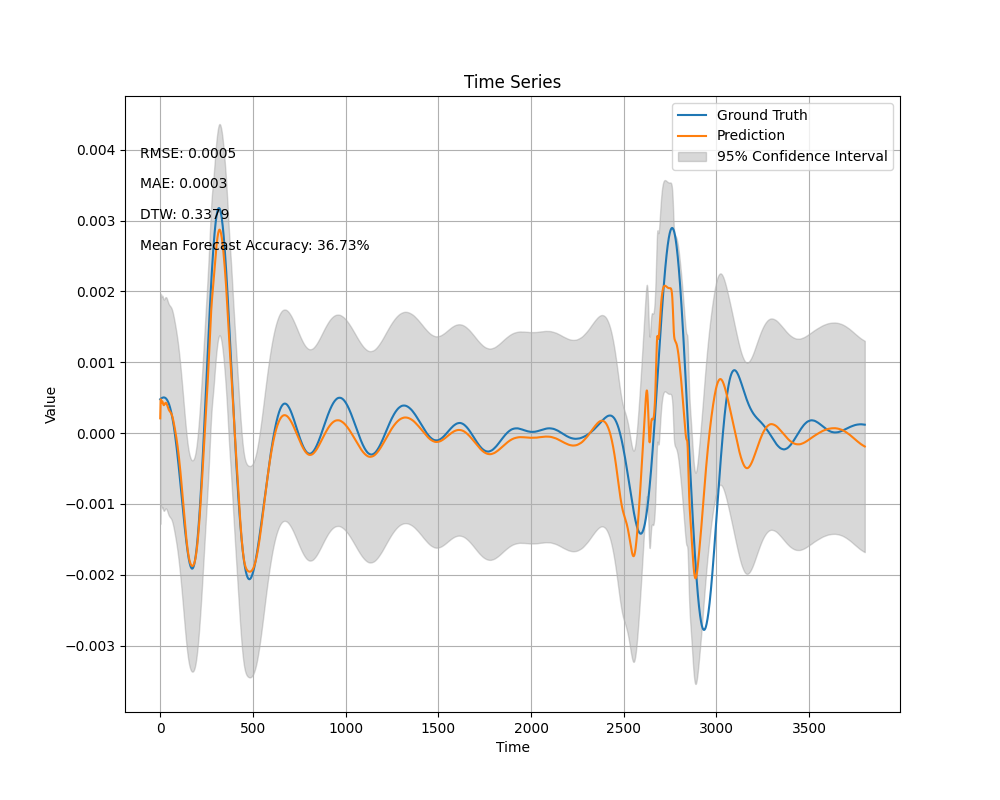 Time Series
Ground Truth
Prediction
95% Confidence Interval
RMSE: 0.0005
MAE: 0.0003
DTW: 0.3379
Mean Forecast Accuracy: 36.73%
Value
0.004
0.003
0.002
0.001
0.000
−0.001
−0.002
−0.003
0 500 1000 1500 2000 2500 3000 3500
Time